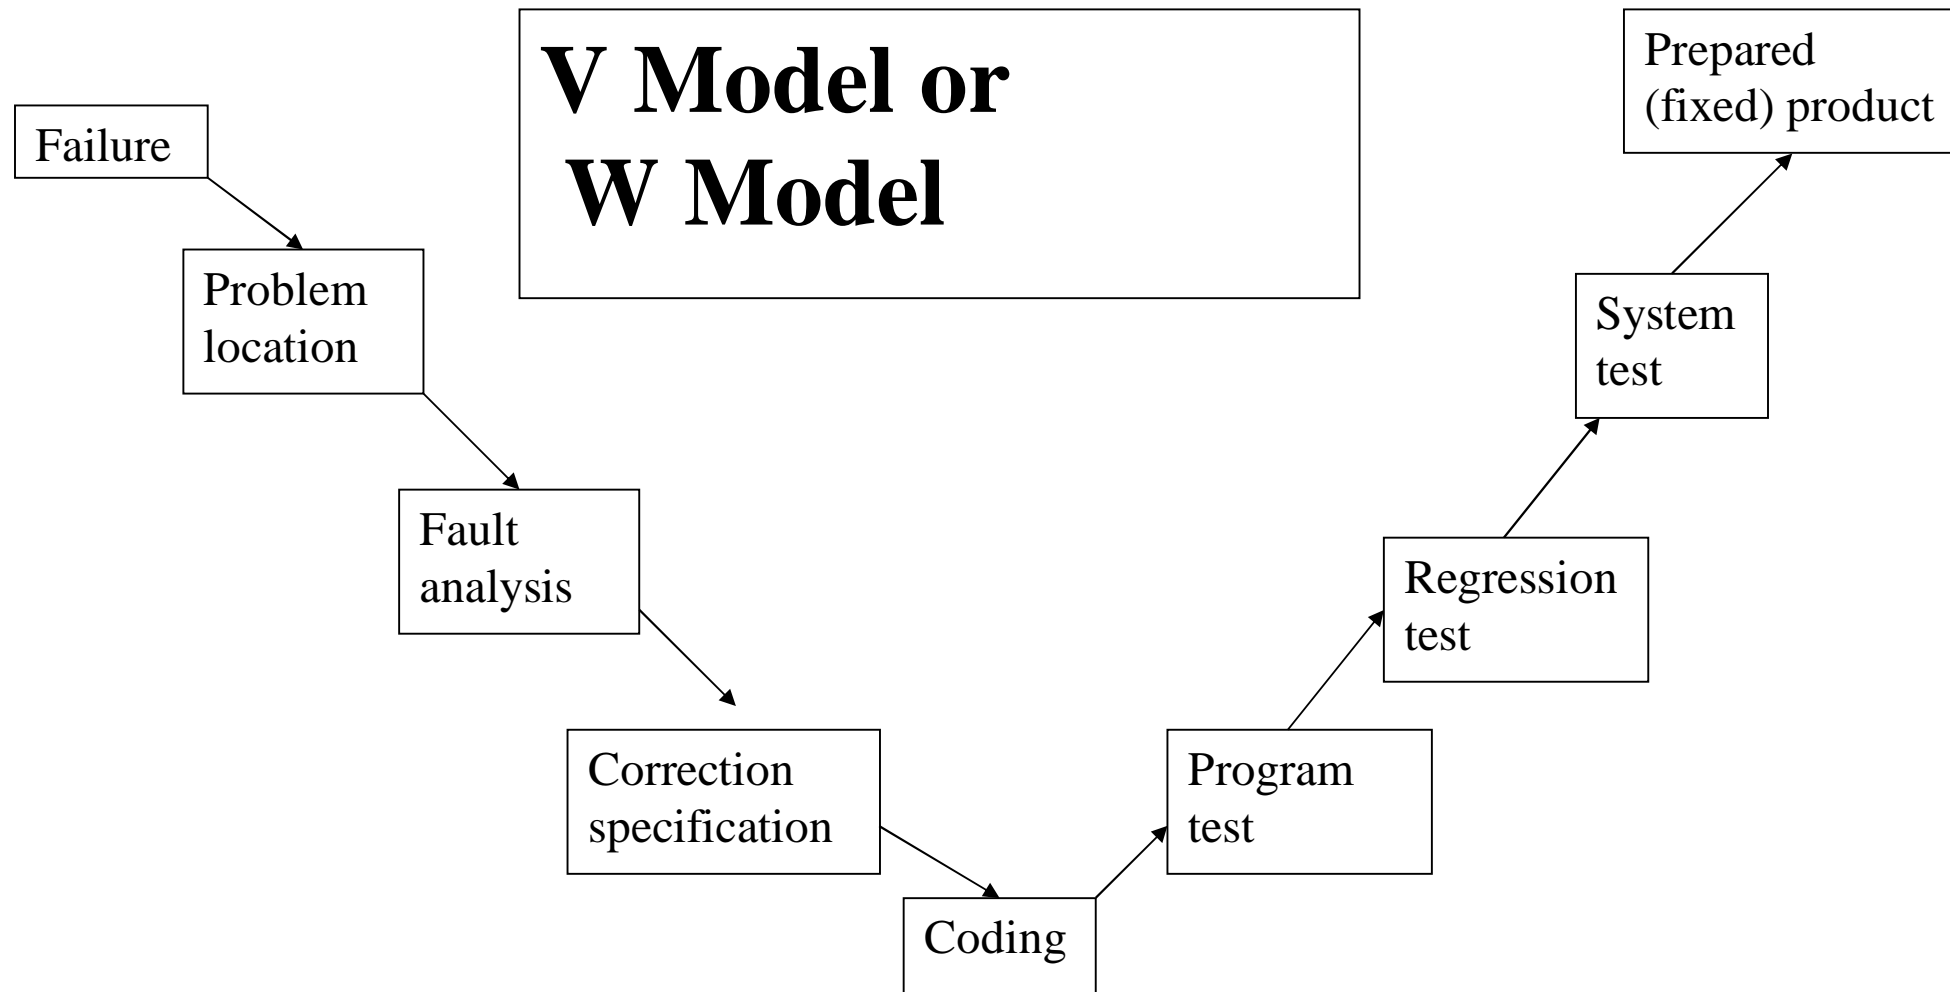 V Model or
W Model
Failure
Problem
location
Fault
analysis
Correction
specification
Coding
Program
test
Regression
test
System
test
Prepared
(fixed) product